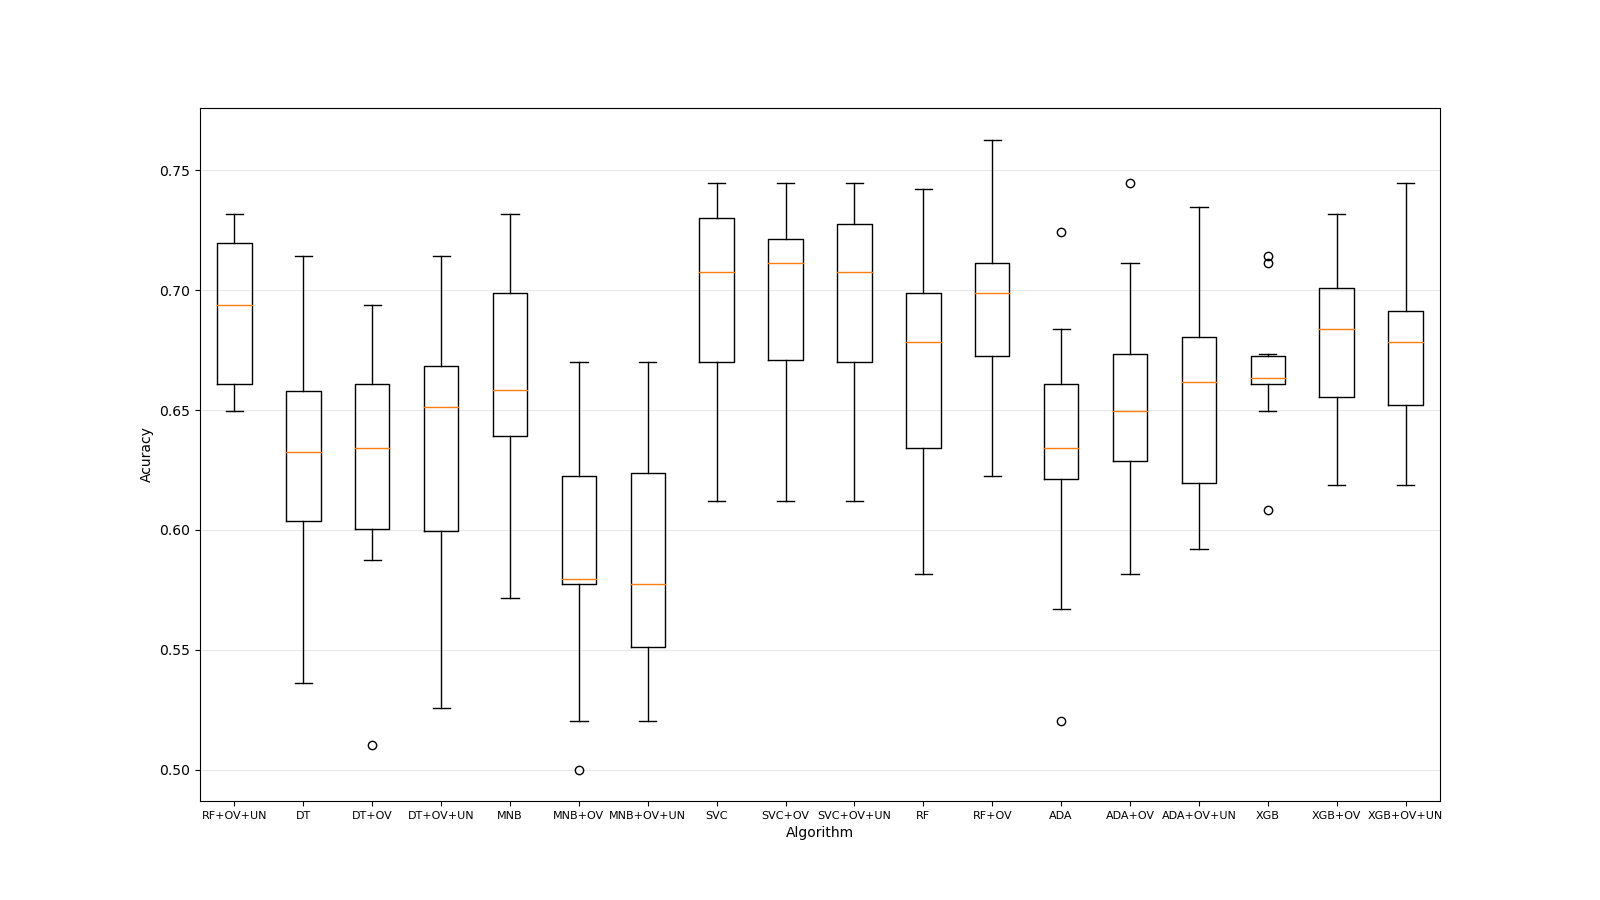 0.75
0.70
0.65
0.60
0.55
0.50
Acuracy
RF+OV+UN DT DT+OV DT+OV+UN MNB MNB+OV MNB+OV+UN SVC SVC+OV SVC+OV+UN RF RF+OV ADA ADA+OV ADA+OV+UN XGB XGB+OV XGB+OV+UN
Algorithm